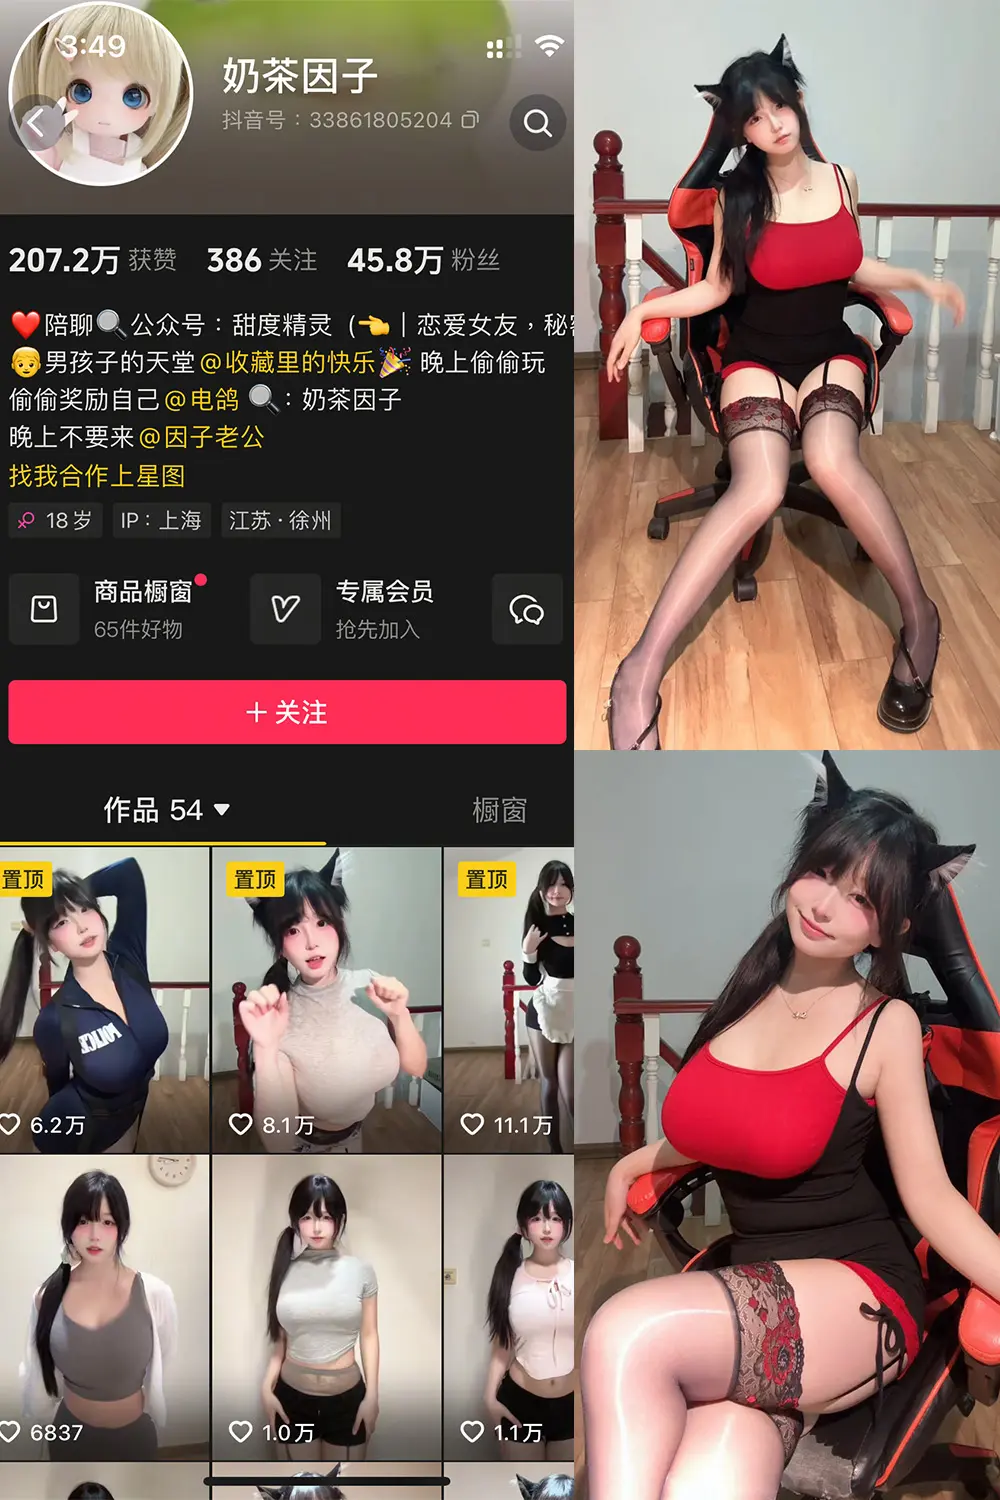 3:49
奶茶因子
抖音号：33861805204
207.2万 获赞 386 关注 45.8万 粉丝
❤️陪聊🔍公众号：甜度精灵（👈｜恋爱女友，秘密
👨男孩子的天堂@收藏里的快乐🎉 晚上偷偷玩
偷偷奖励自己@电鸽 🔍：奶茶因子
晚上不要来@因子老公
找我合作上星图
18岁 IP：上海 江苏·徐州
商品橱窗 专属会员
65件好物 抢先加入
＋关注
作品 54 橱窗
置顶 置顶 置顶
POLICE
6.2万 8.1万 11.1万
6837 1.0万 1.1万